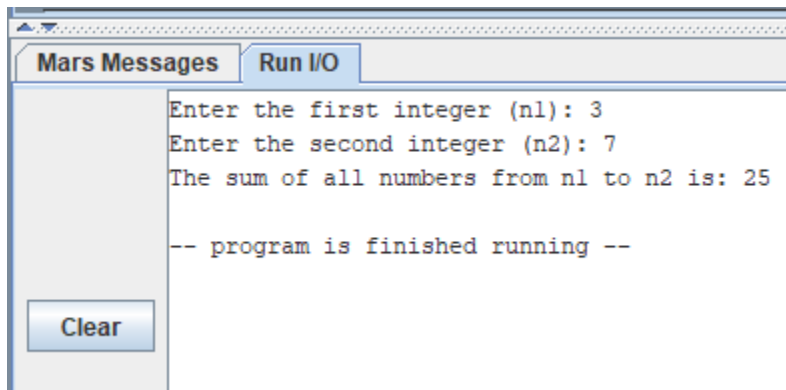 Mars Messages
Run I/O
Enter the first integer (n1): 3
Enter the second integer (n2): 7
The sum of all numbers from n1 to n2 is: 25
-- program is finished running --
Clear